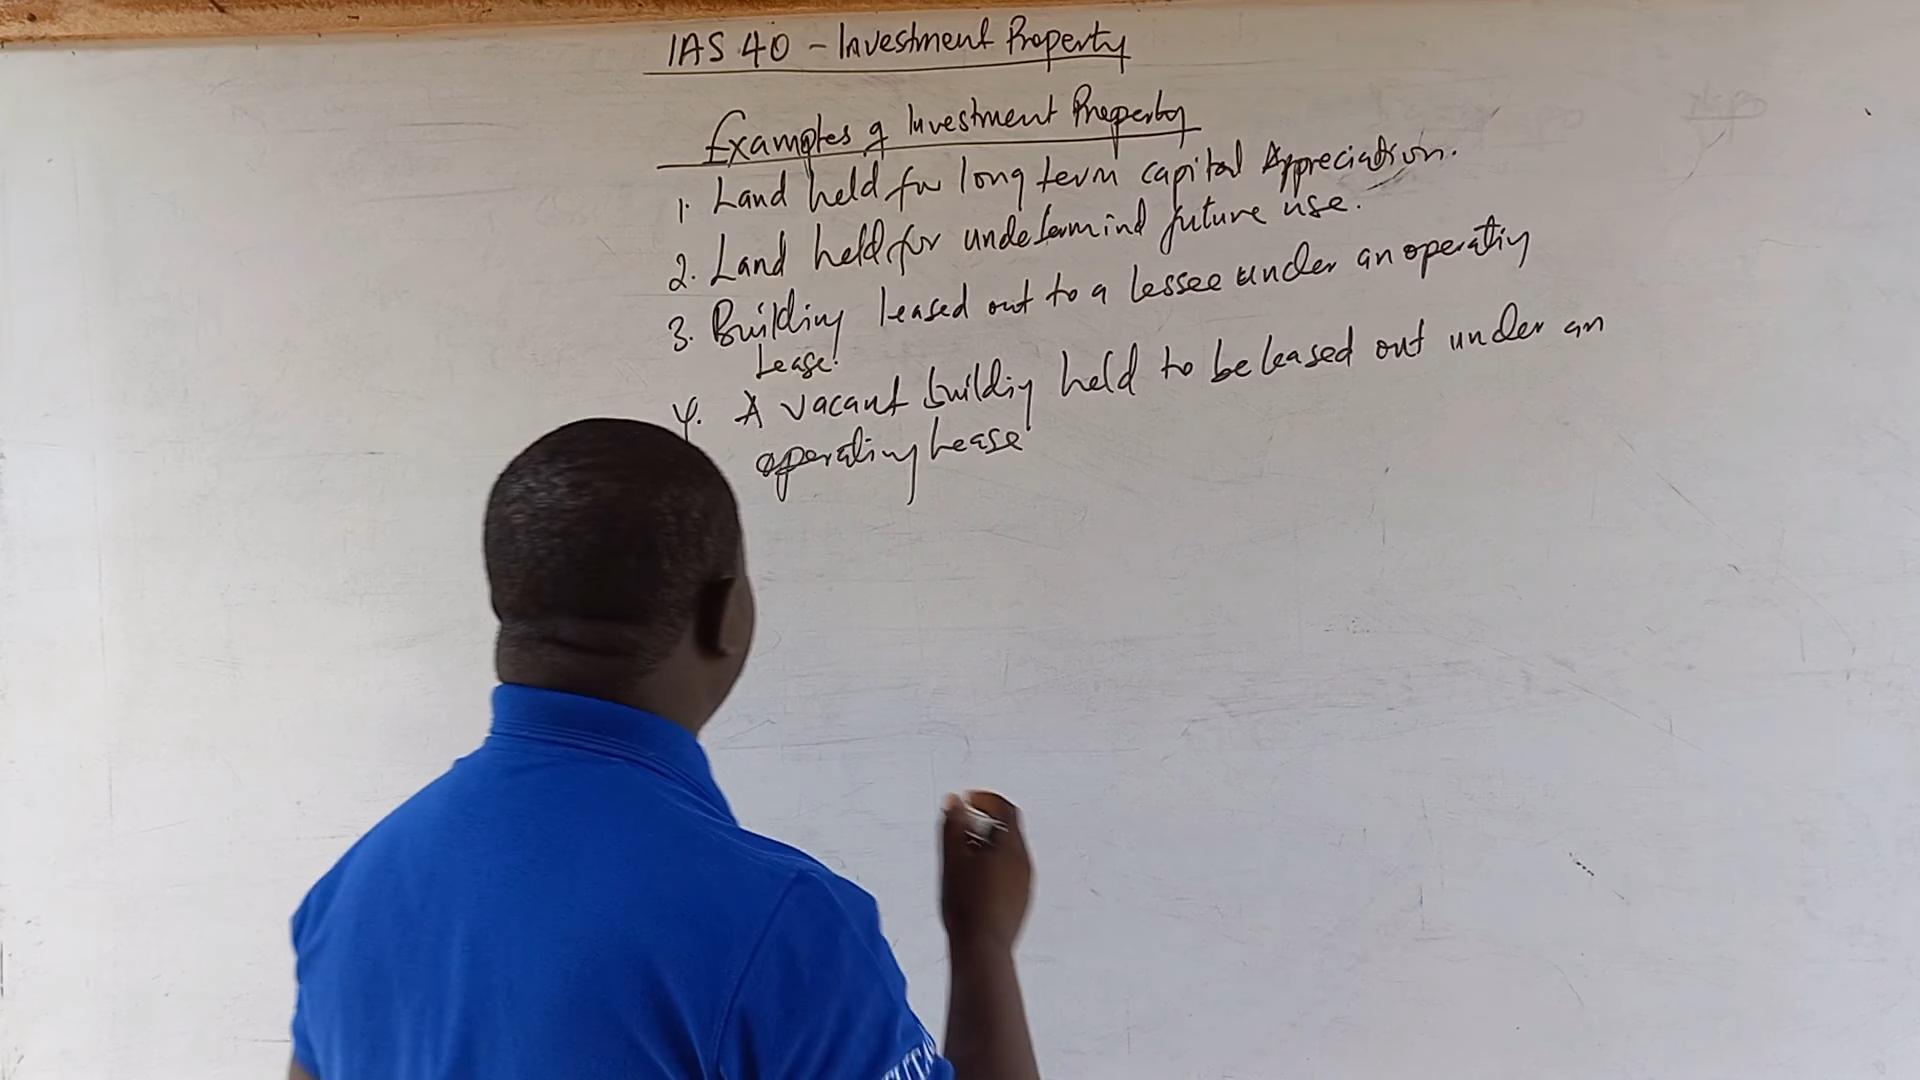 IAS 40 - Investment Property
Examples of Investment Property
1. Land held for long term capital Appreciation.
2. Land held for undetermind future use.
3. Building leased out to a lessee under an operating
Lease.
4. A vacant building held to be leased out under an
operating Lease